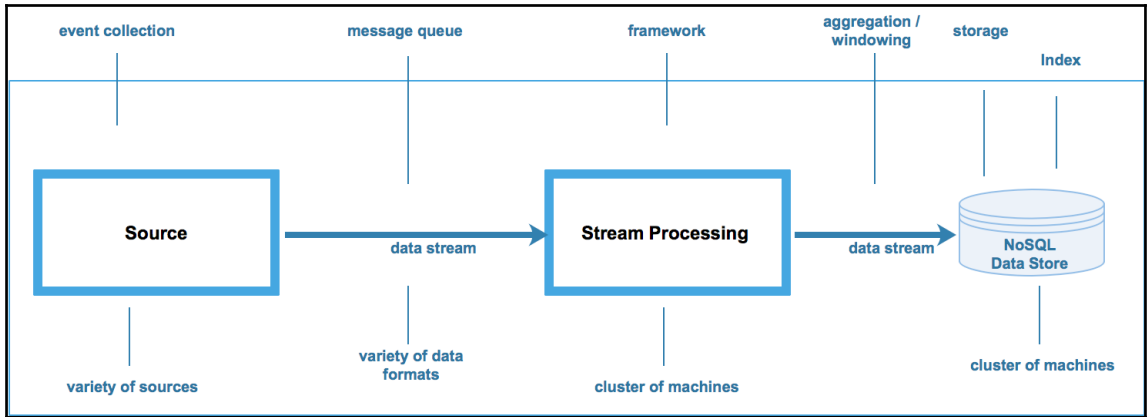 event collection
message queue
framework
aggregation /
windowing
storage
Index
Source
data stream
Stream Processing
data stream
NoSQL
Data Store
variety of sources
variety of data
formats
cluster of machines
cluster of machines